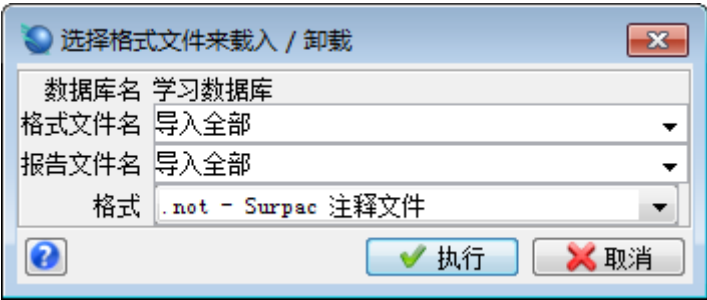 选择格式文件来载入 / 卸载
数据库名 学习数据库
格式文件名 导入全部
报告文件名 导入全部
格式 .not - Surpac 注释文件
? 执行 取消